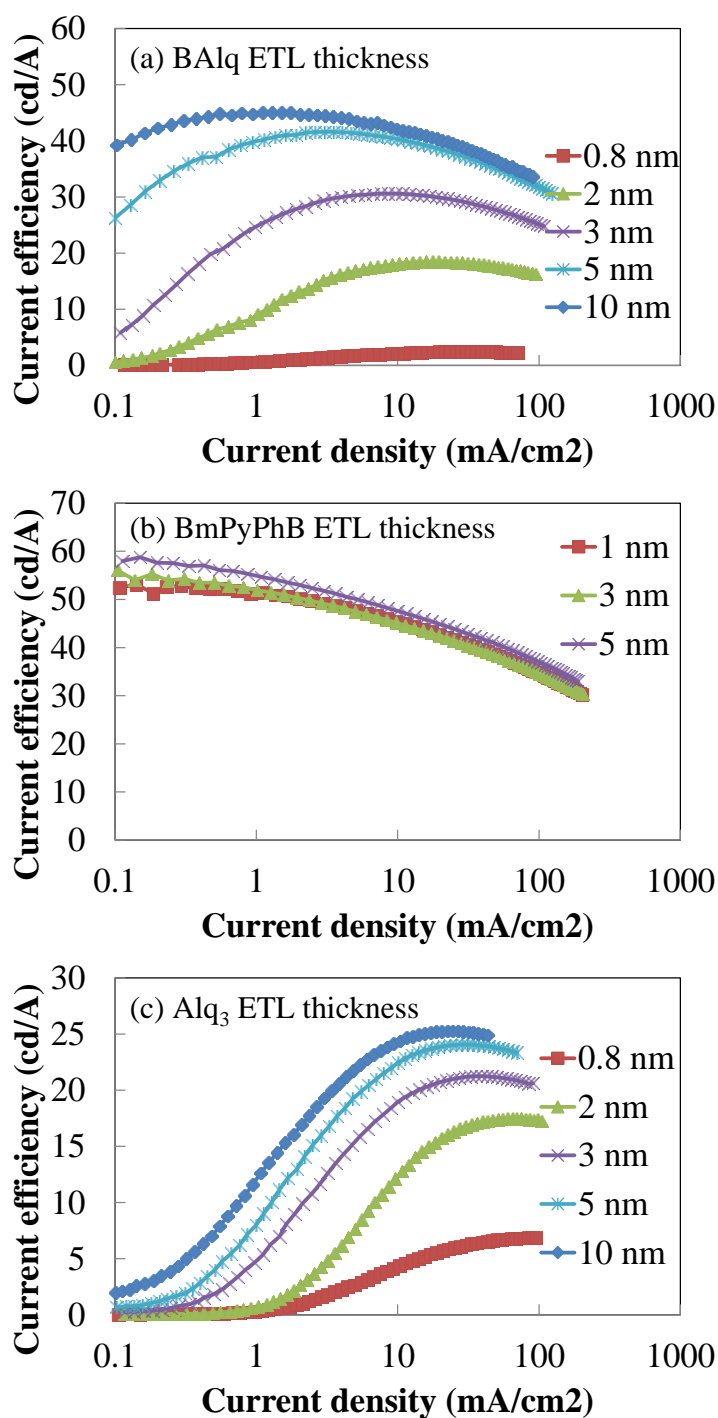 60
50
40
30
20
10
0
Current efficiency (cd/A)
(a) BAlq ETL thickness
0.8 nm
2 nm
3 nm
5 nm
10 nm
0.1 1 10 100 1000
Current density (mA/cm2)
70
60
50
40
30
20
10
0
Current efficiency (cd/A)
(b) BmPyPhB ETL thickness
1 nm
3 nm
5 nm
0.1 1 10 100 1000
Current density (mA/cm2)
30
25
20
15
10
5
0
Current efficiency (cd/A)
(c) Alq₃ ETL thickness
0.8 nm
2 nm
3 nm
5 nm
10 nm
0.1 1 10 100 1000
Current density (mA/cm2)